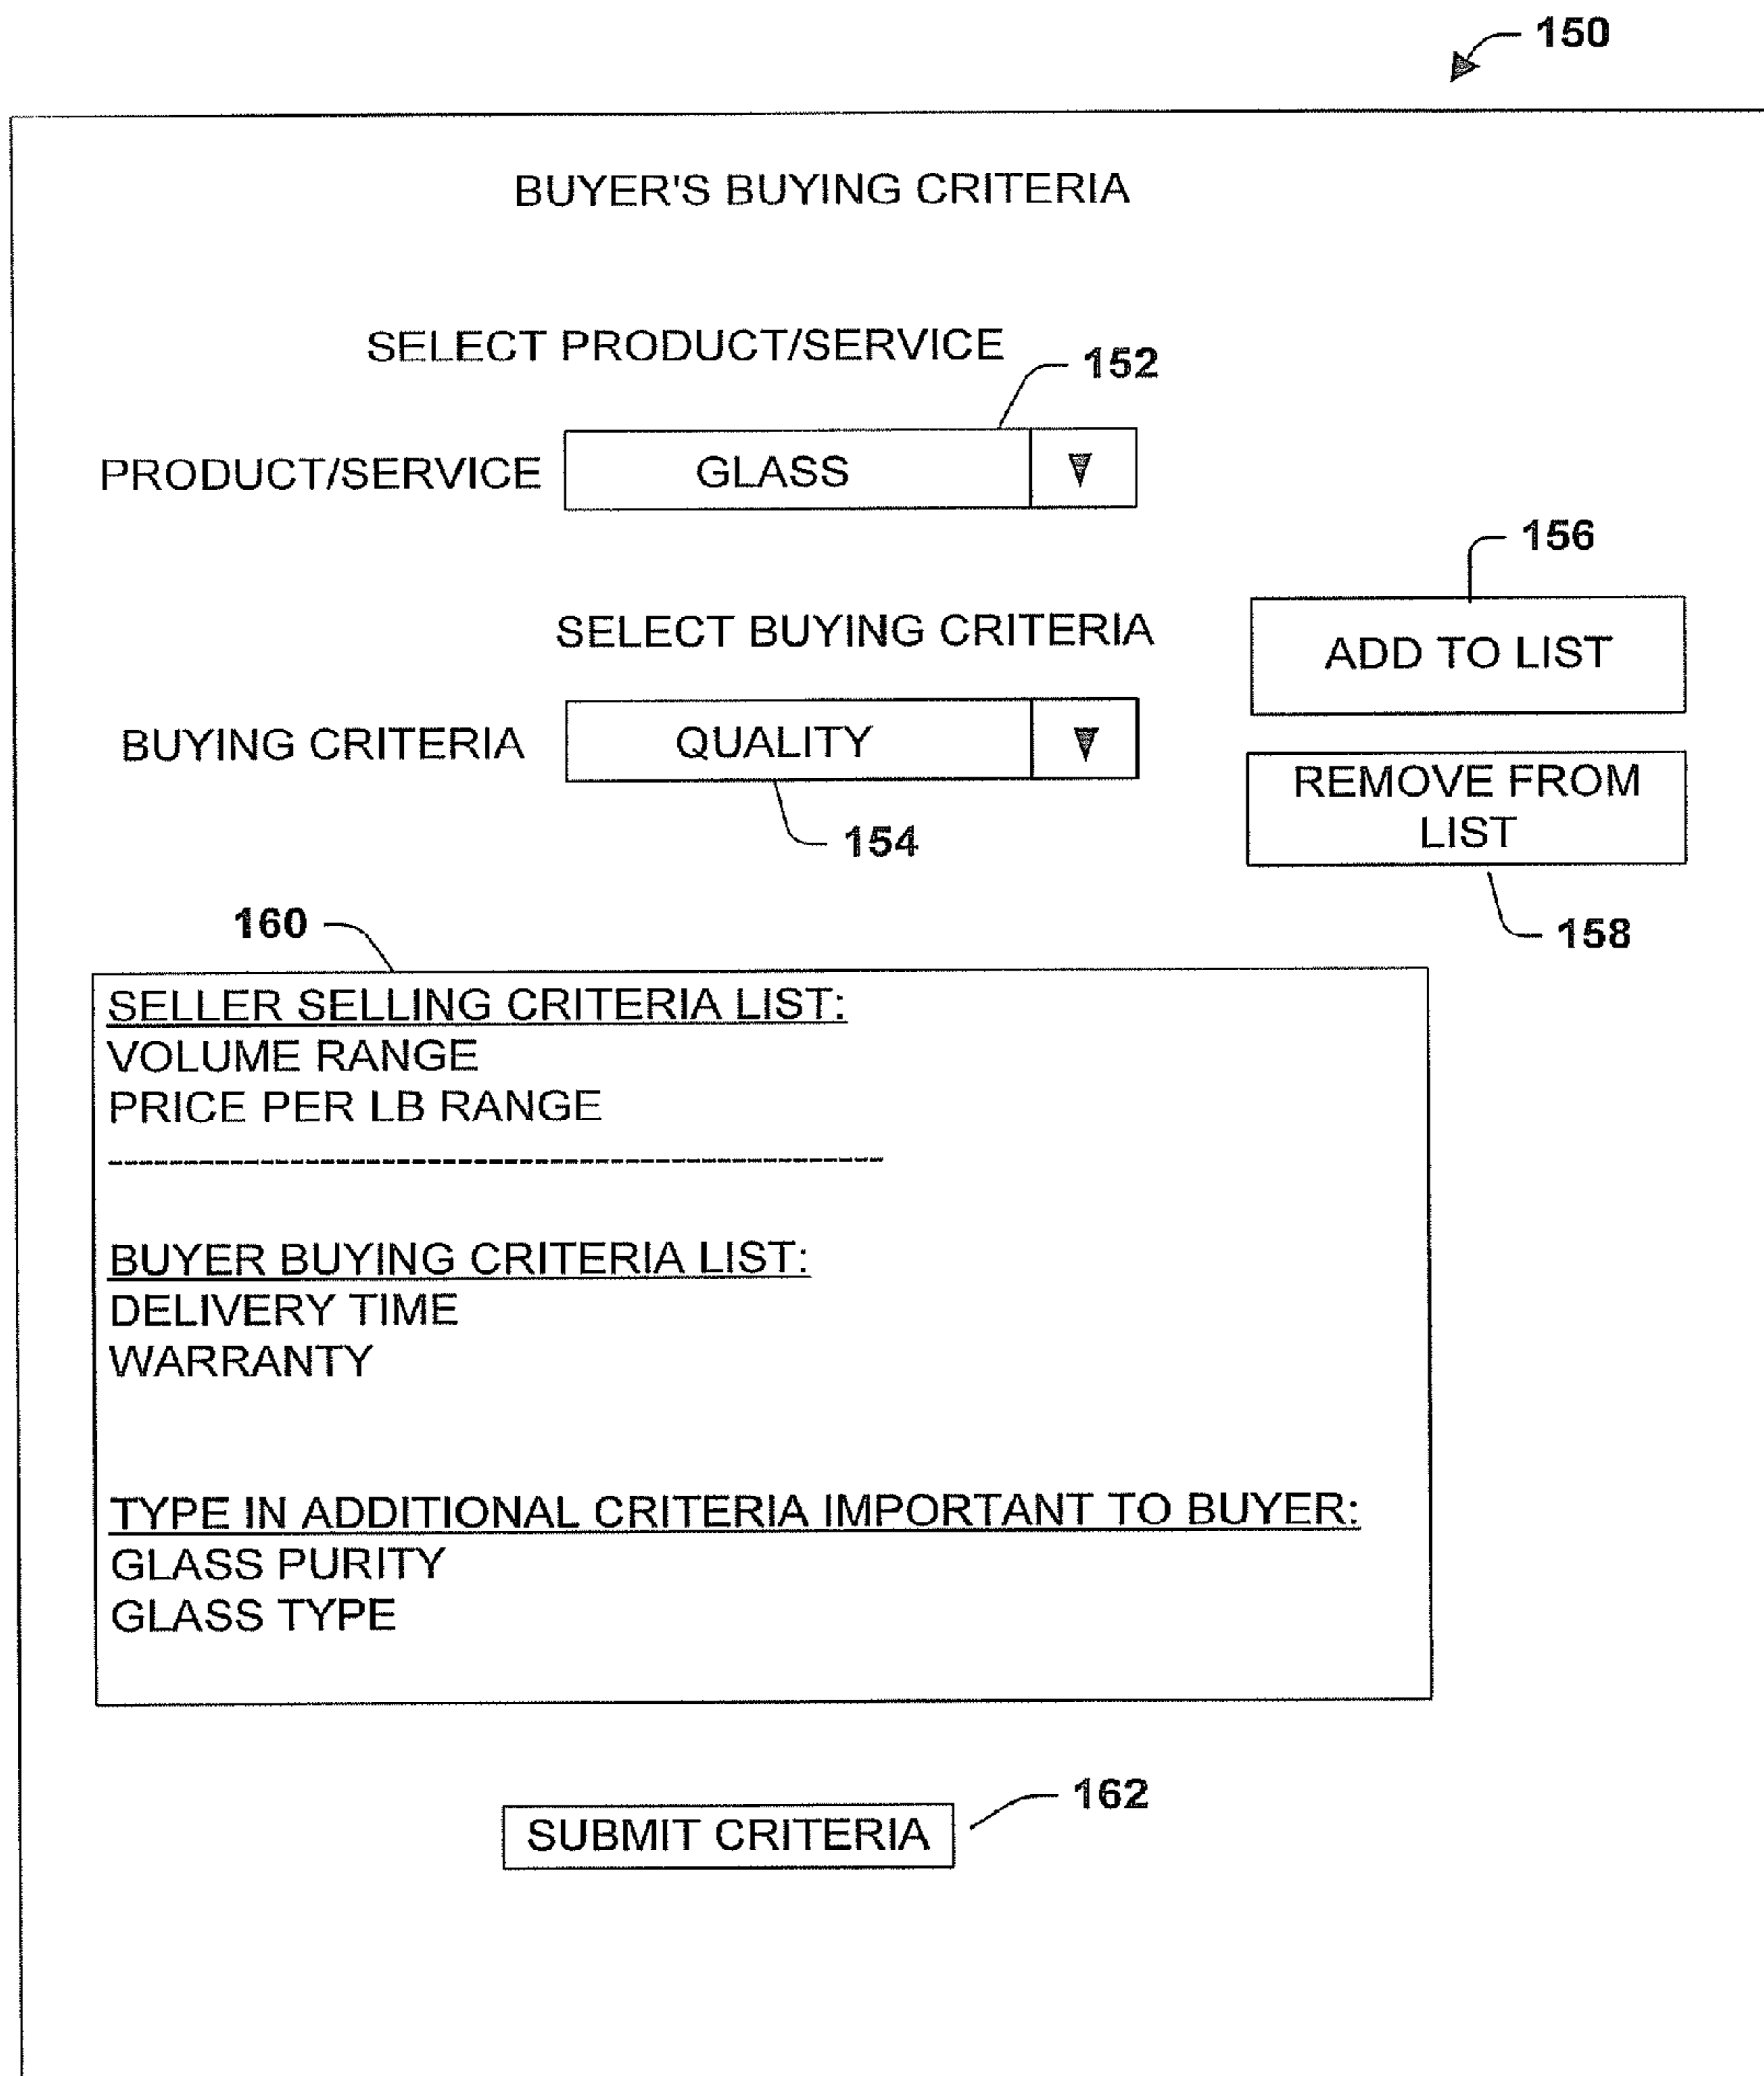 150
BUYER'S BUYING CRITERIA
SELECT PRODUCT/SERVICE
152
PRODUCT/SERVICE GLASS
156
SELECT BUYING CRITERIA
ADD TO LIST
BUYING CRITERIA QUALITY
REMOVE FROM
LIST
154
158
160
SELLER SELLING CRITERIA LIST:
VOLUME RANGE
PRICE PER LB RANGE
BUYER BUYING CRITERIA LIST:
DELIVERY TIME
WARRANTY
TYPE IN ADDITIONAL CRITERIA IMPORTANT TO BUYER:
GLASS PURITY
GLASS TYPE
162
SUBMIT CRITERIA